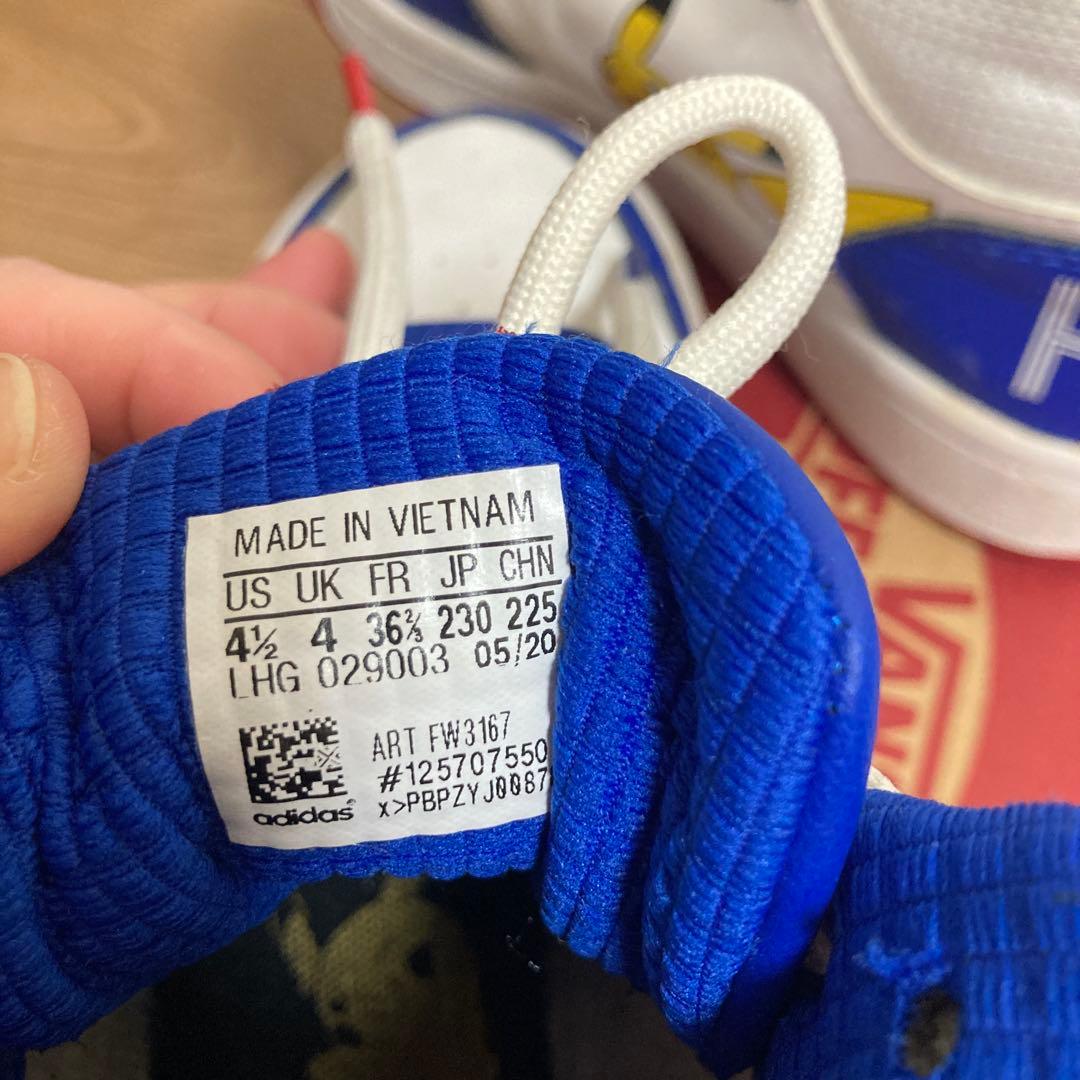 MADE IN VIETNAM
US UK FR JP CHN
4½ 4 36⅔ 230 225
LHG 029003 05/20
ART FW3167
#125707550
x>PBPZYJ0087
adidas